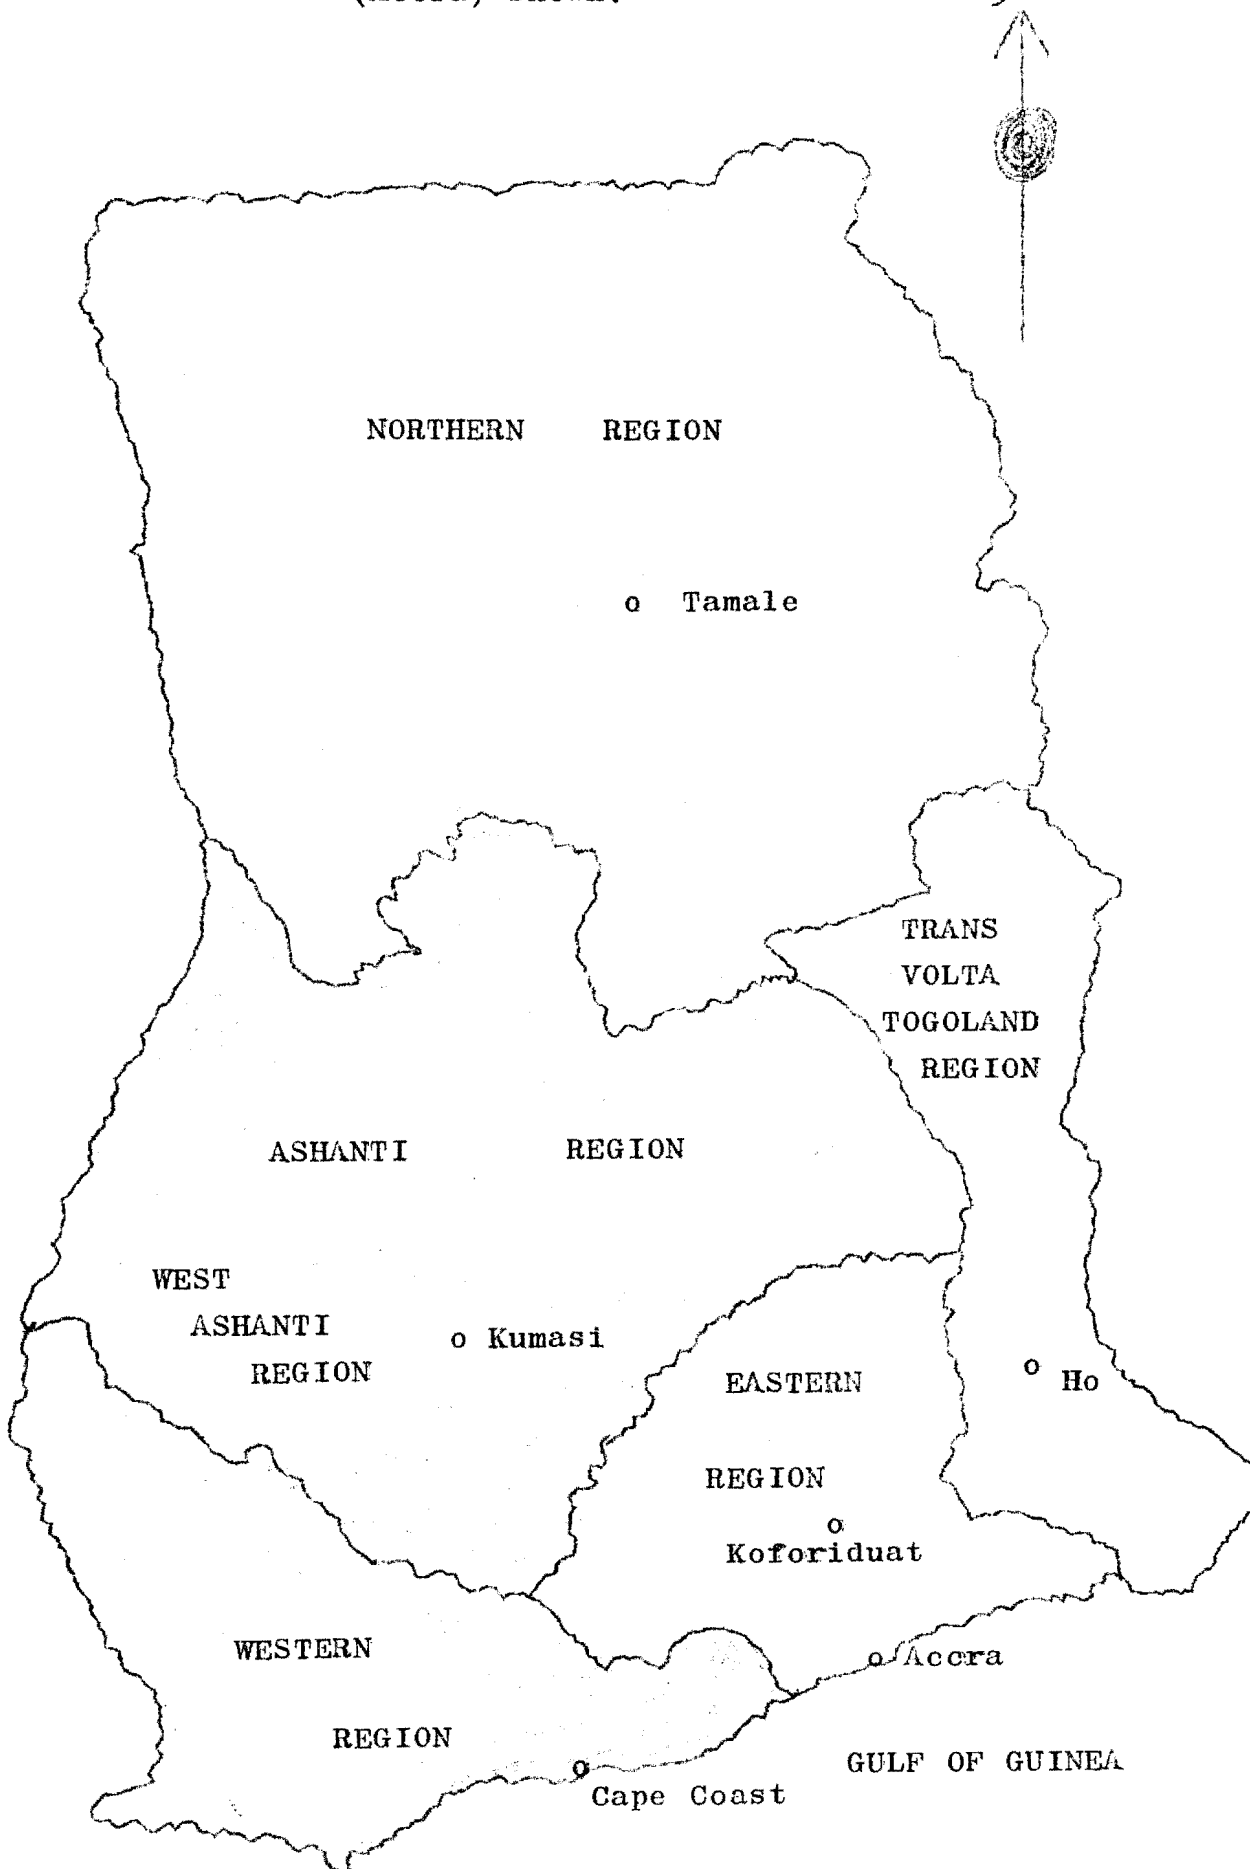 NORTHERN REGION
o Tamale
TRANS
VOLTA
TOGOLAND
REGION
ASHANTI REGION
WEST
ASHANTI
REGION
o Kumasi
EASTERN
REGION
o
Koforiduat
o Ho
WESTERN
REGION
o Accra
GULF OF GUINEA
o
Cape Coast